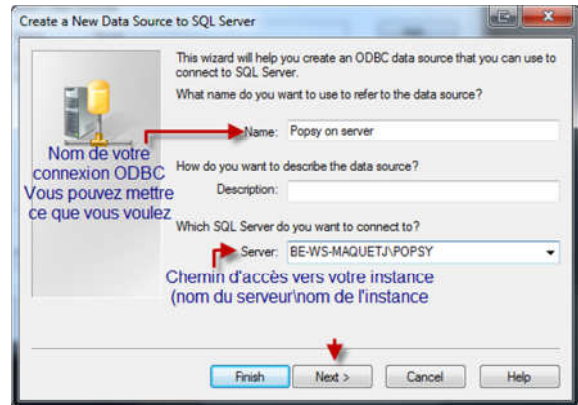 Create a New Data Source to SQL Server
This wizard will help you create an ODBC data source that you can use to
connect to SQL Server.
What name do you want to use to refer to the data source?
Name: Popsy on server
Nom de votre
connexion ODBC
Vous pouvez mettre
ce que vous voulez
How do you want to describe the data source?
Description:
Which SQL Server do you want to connect to?
Server: BE-WS-MAQUETJ\POPSY
Chemin d'accès vers votre instance
(nom du serveur\nom de l'instance
Finish Next > Cancel Help